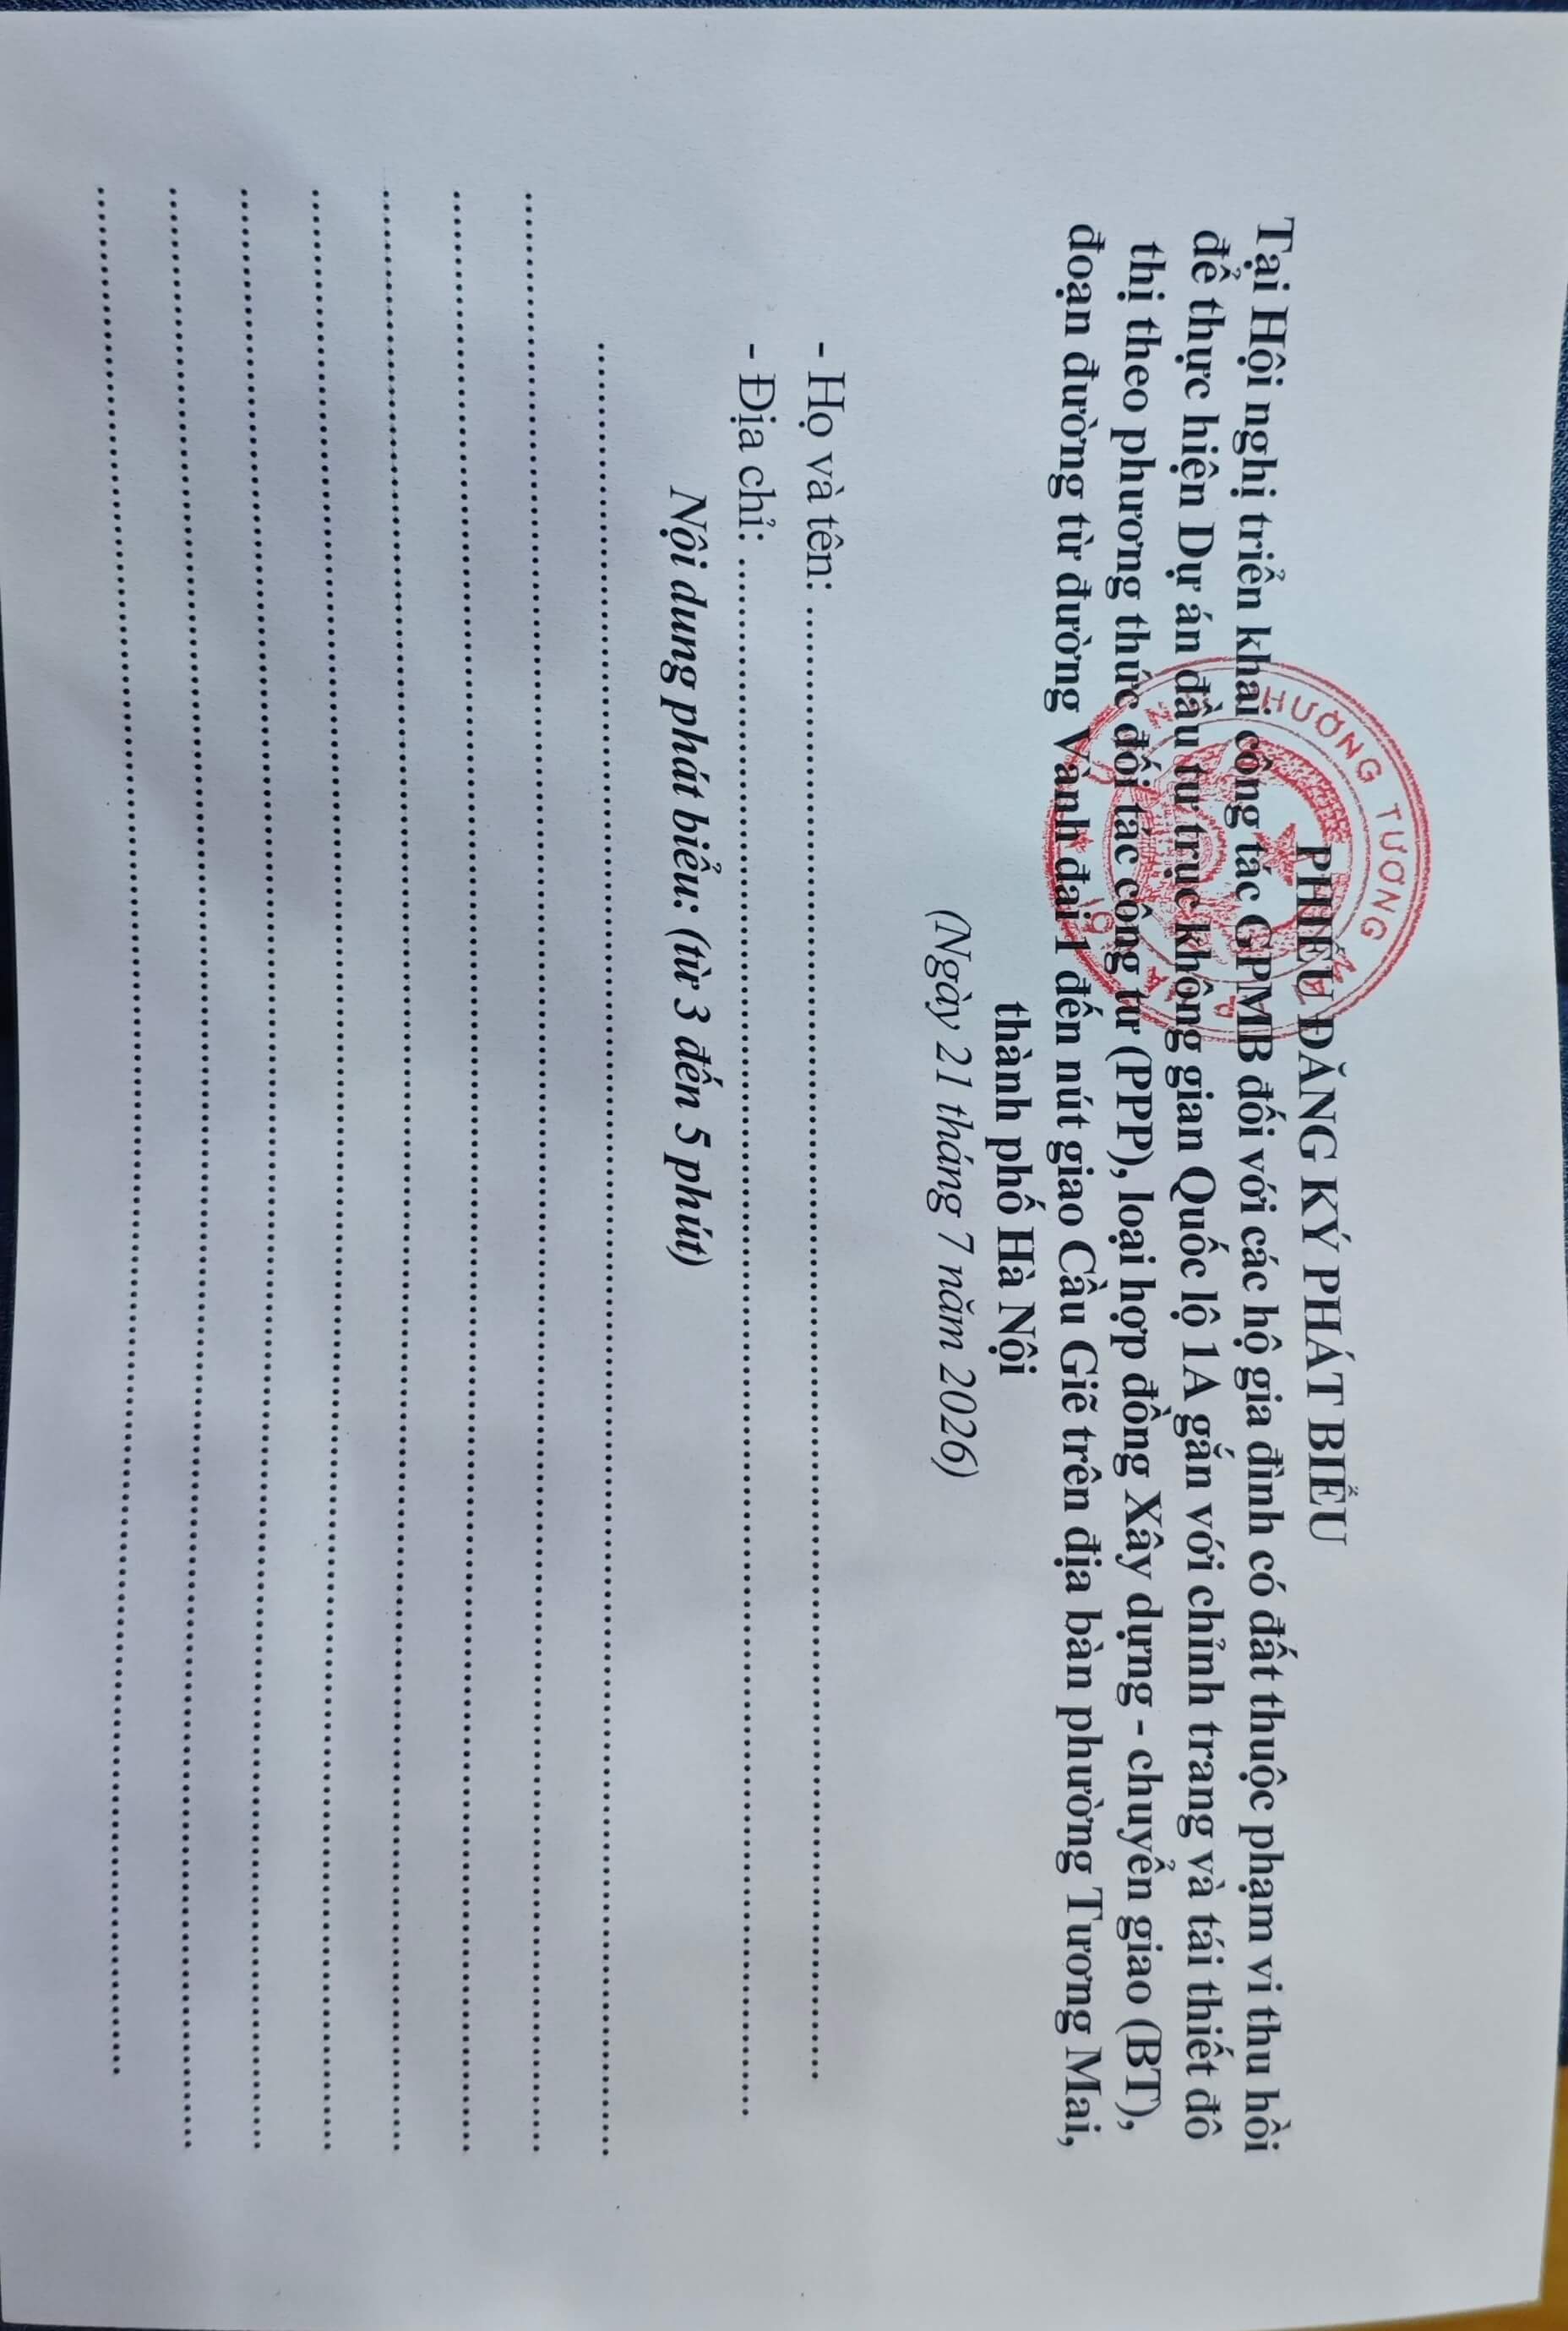 PHƯỜNG TƯƠNG MAI
PHIẾU ĐĂNG KÝ PHÁT BIỂU
Tại Hội nghị triển khai công tác GPMB đối với các hộ gia đình có đất thuộc phạm vi thu hồi
để thực hiện Dự án đầu tư trục không gian Quốc lộ 1A gắn với chỉnh trang và tái thiết đô
thị theo phương thức đối tác công tư (PPP), loại hợp đồng Xây dựng - chuyển giao (BT),
đoạn đường từ đường Vành đai 1 đến nút giao Cầu Giẽ trên địa bàn phường Tương Mai,
thành phố Hà Nội
(Ngày 21 tháng 7 năm 2026)
- Họ và tên: ........................................................................................................
- Địa chỉ: ........................................................................................................
Nội dung phát biểu: (từ 3 đến 5 phút)